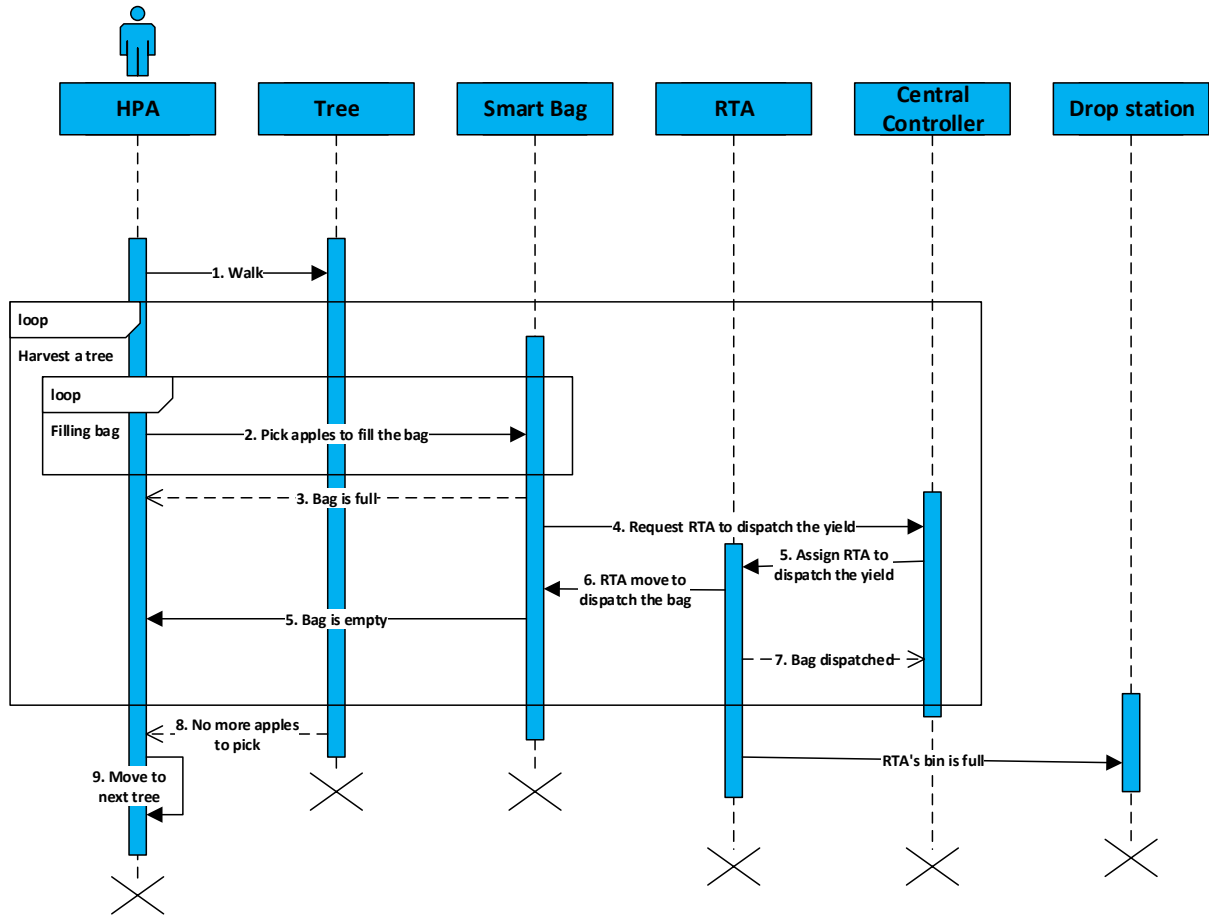 HPA
Tree
Smart Bag
RTA
Central
Controller
Drop station
1. Walk
loop
Harvest a tree
loop
Filling bag
2. Pick apples to fill the bag
3. Bag is full
4. Request RTA to dispatch the yield
5. Assign RTA to
dispatch the yield
6. RTA move to
dispatch the bag
5. Bag is empty
7. Bag dispatched
8. No more apples
to pick
RTA's bin is full
9. Move to
next tree